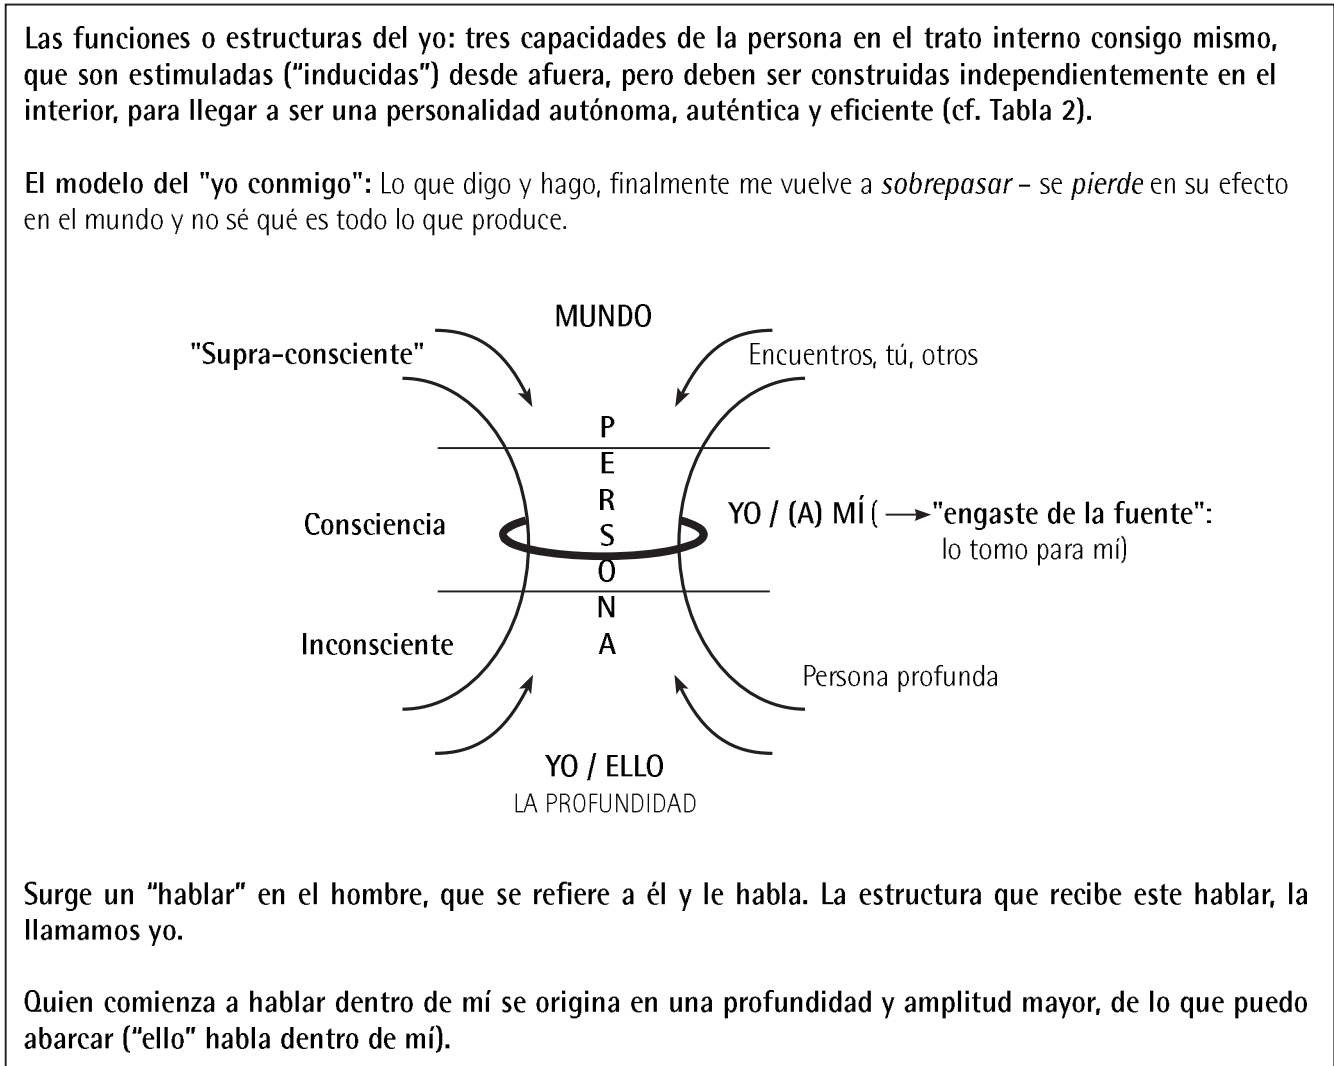 Las funciones o estructuras del yo: tres capacidades de la persona en el trato interno consigo mismo,
que son estimuladas (“inducidas”) desde afuera, pero deben ser construidas independientemente en el
interior, para llegar a ser una personalidad autónoma, auténtica y eficiente (cf. Tabla 2).
El modelo del "yo conmigo": Lo que digo y hago, finalmente me vuelve a sobrepasar – se pierde en su efecto
en el mundo y no sé qué es todo lo que produce.
MUNDO
"Supra-consciente"
Encuentros, tú, otros
P
E
R
S
O
N
A
Consciencia
YO / (A) MÍ ( → "engaste de la fuente":
lo tomo para mí)
Inconsciente
Persona profunda
YO / ELLO
LA PROFUNDIDAD
Surge un “hablar” en el hombre, que se refiere a él y le habla. La estructura que recibe este hablar, la
llamamos yo.
Quien comienza a hablar dentro de mí se origina en una profundidad y amplitud mayor, de lo que puedo
abarcar (“ello” habla dentro de mí).